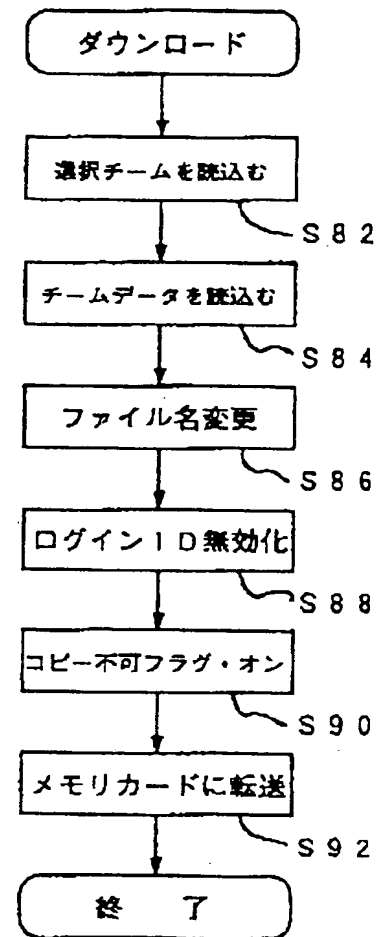 ダウンロード
選択チームを読込む
S82
チームデータを読込む
S84
ファイル名変更
S86
ログインID無効化
S88
コピー不可フラグ・オン
S90
メモリカードに転送
S92
終 了